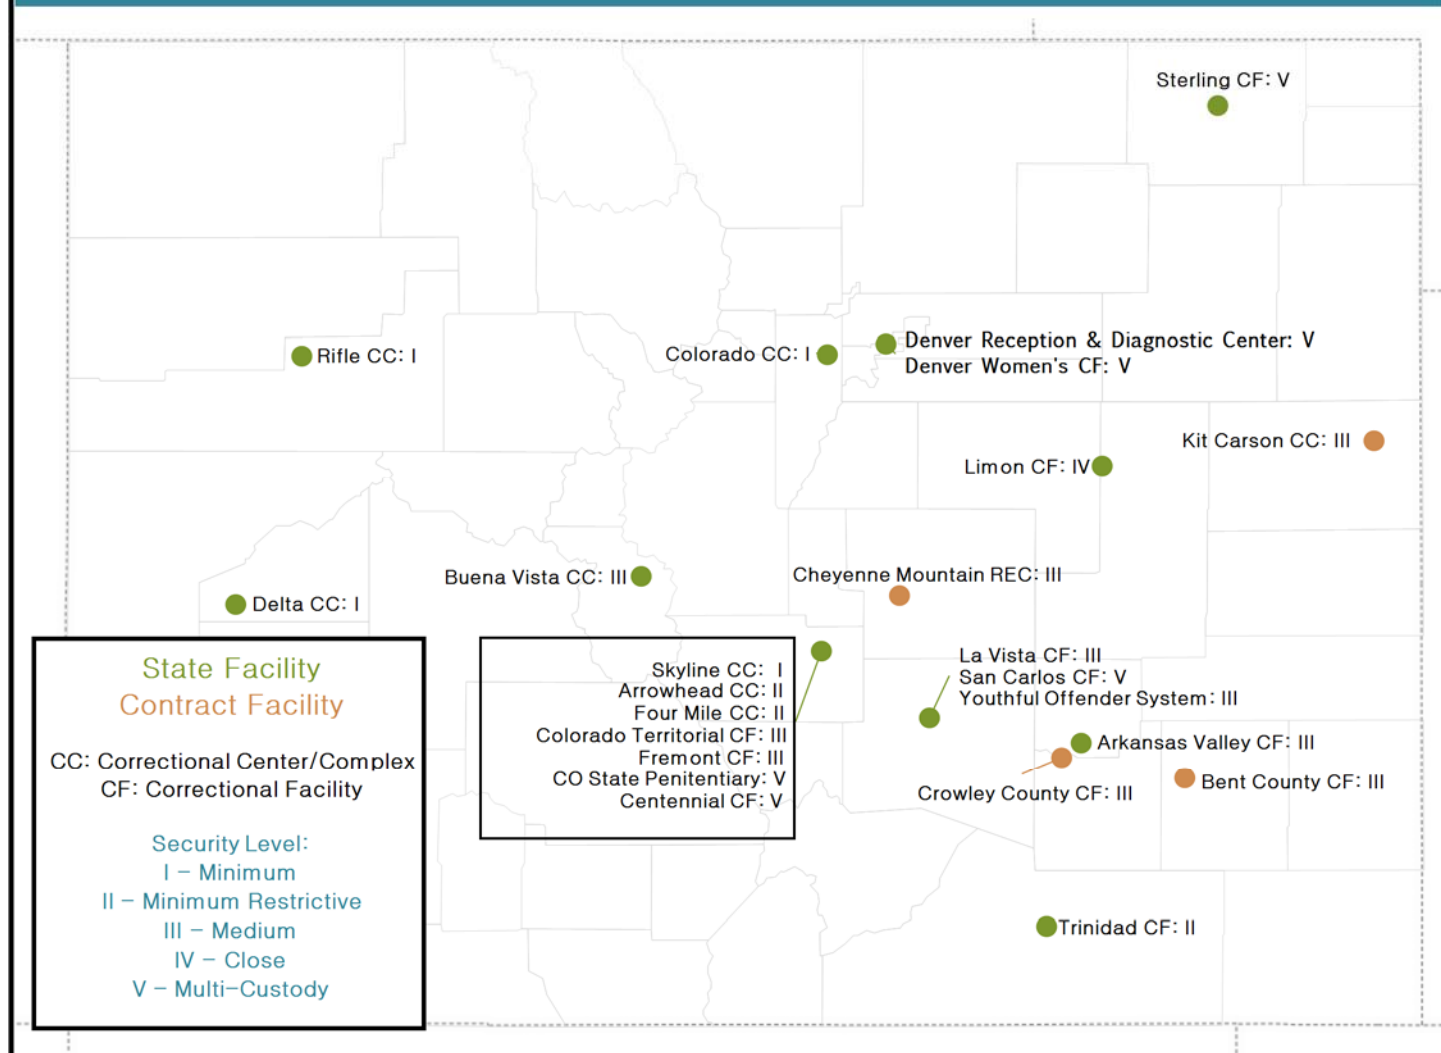 Sterling CF: V
Rifle CC: I
Colorado CC: I
Denver Reception & Diagnostic Center: V
Denver Women's CF: V
Kit Carson CC: III
Limon CF: IV
Buena Vista CC: III
Cheyenne Mountain REC: III
Delta CC: I
State Facility
Contract Facility
CC: Correctional Center/Complex
CF: Correctional Facility
Security Level:
I – Minimum
II – Minimum Restrictive
III – Medium
IV – Close
V – Multi-Custody
Skyline CC: I
Arrowhead CC: II
Four Mile CC: II
Colorado Territorial CF: III
Fremont CF: III
CO State Penitentiary: V
Centennial CF: V
La Vista CF: III
San Carlos CF: V
Youthful Offender System: III
Arkansas Valley CF: III
Bent County CF: III
Crowley County CF: III
Trinidad CF: II